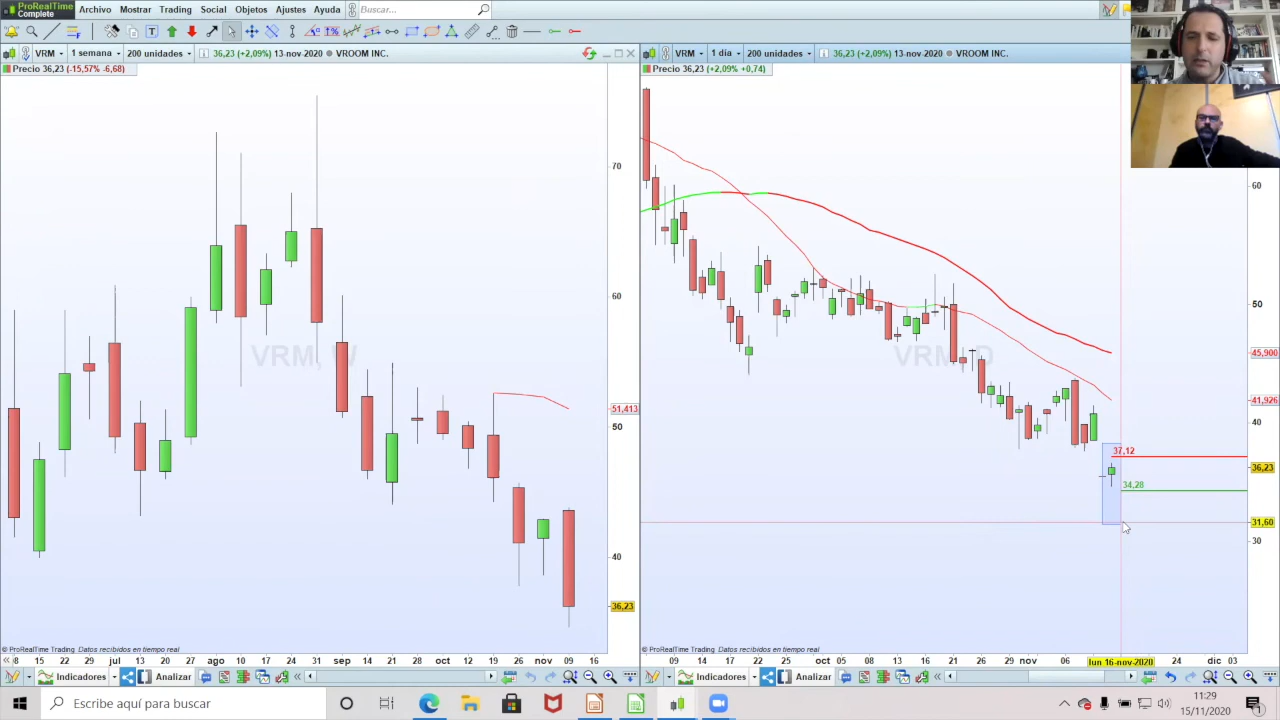 ProRealTime
Complete
Archivo Mostrar Trading Social Objetos Ajustes Ayuda Buscar...
VRM 1 semana 200 unidades 36,23 (+2,09%) 13-nov-2020 VROOM INC.
Precio 36,23 (-15,57% -6,68)
VRM, W
70
60
51,413
50
40
36,23
© ProRealTime Trading Datos recibidos en tiempo real
8 15 22 29 jul 13 20 ago 10 17 24 31 sep 14 21 oct 12 19 26 nov 09 16
Indicadores Analizar
VRM 1 día 200 unidades 36,23 (+2,09%) 13-nov-2020 VROOM INC.
Precio 36,23 (+2,09% +0,74)
VRM, D
60
50
45,900
41,926
40
37,12
36,23
34,28
31,60
30
© ProRealTime Trading Datos recibidos en tiempo real
09 14 17 22 oct 05 08 13 16 21 26 29 nov 05 10 lun 16-nov-2020 24 dic 03
Indicadores Analizar
Escribe aquí para buscar
11:29
15/11/2020